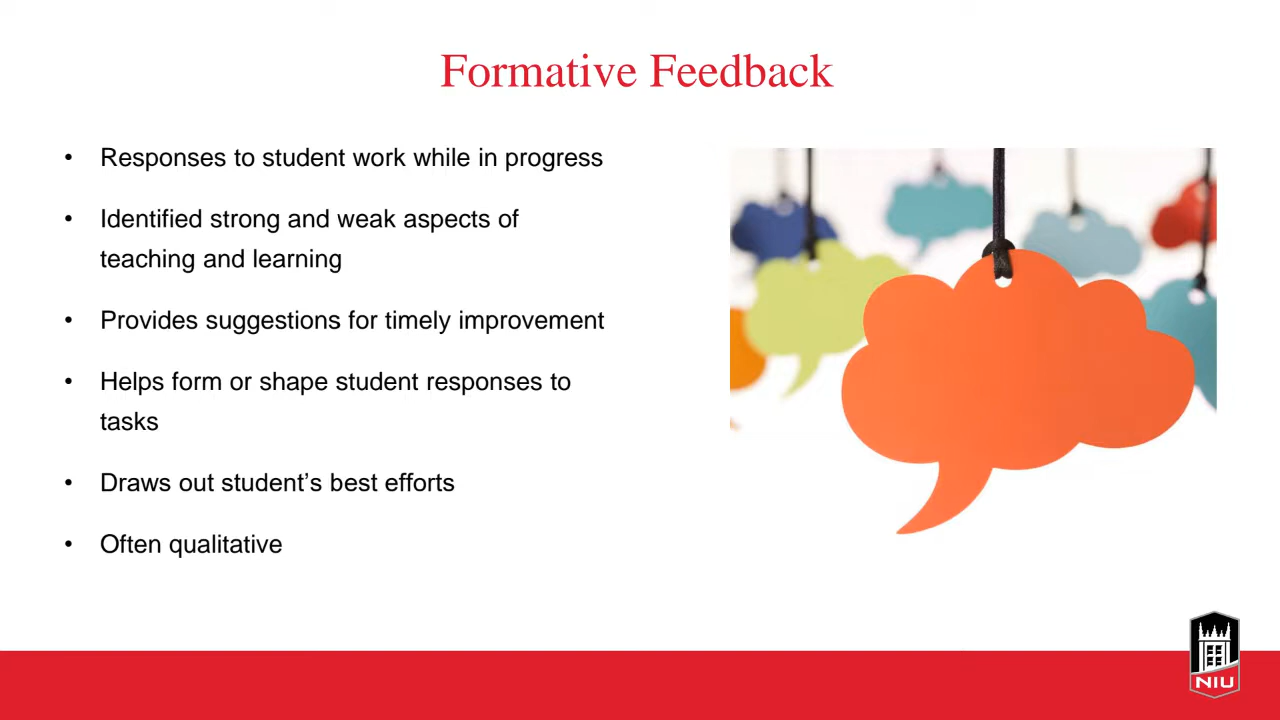 Formative Feedback
• Responses to student work while in progress
• Identified strong and weak aspects of
teaching and learning
• Provides suggestions for timely improvement
• Helps form or shape student responses to
tasks
• Draws out student’s best efforts
• Often qualitative
NIU